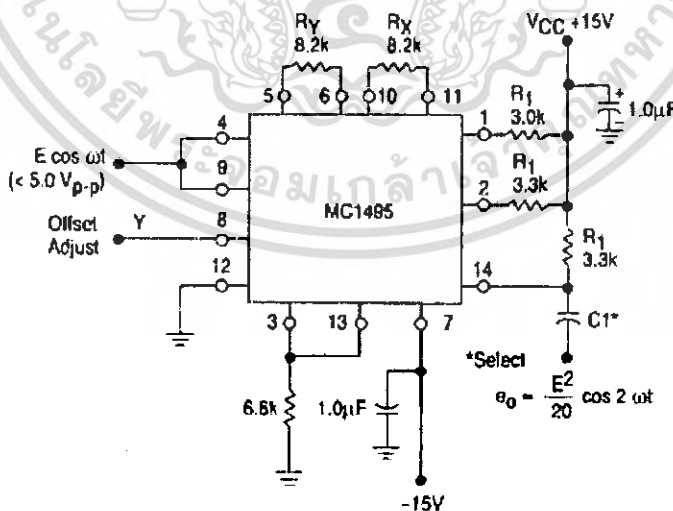 RY
8.2k
RX
8.2k
VCC +15V
5
6
10
11
4
1
R1
3.0k
+
1.0μF
E cos ωt
(< 5.0 Vp-p)
9
MC1495
2
R1
3.3k
Offset
Adjust
Y
8
R1
3.3k
12
14
C1*
3
13
7
*Select
6.6k
1.0μF
e0 = E²/20 cos 2 ωt
-15V